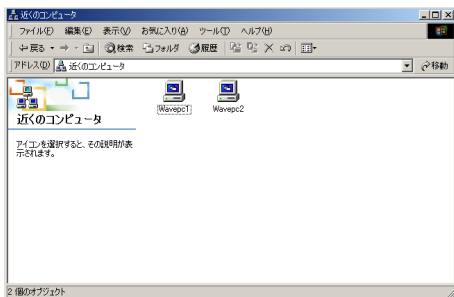 近くのコンピュータ
ファイル(F) 編集(E) 表示(V) お気に入り(A) ツール(T) ヘルプ(H)
戻る 検索 フォルダ 履歴
アドレス(D) 近くのコンピュータ 移動
近くのコンピュータ
アイコンを選択すると、その説明が表
示されます。
Wavepc1 Wavepc2
2 個のオブジェクト